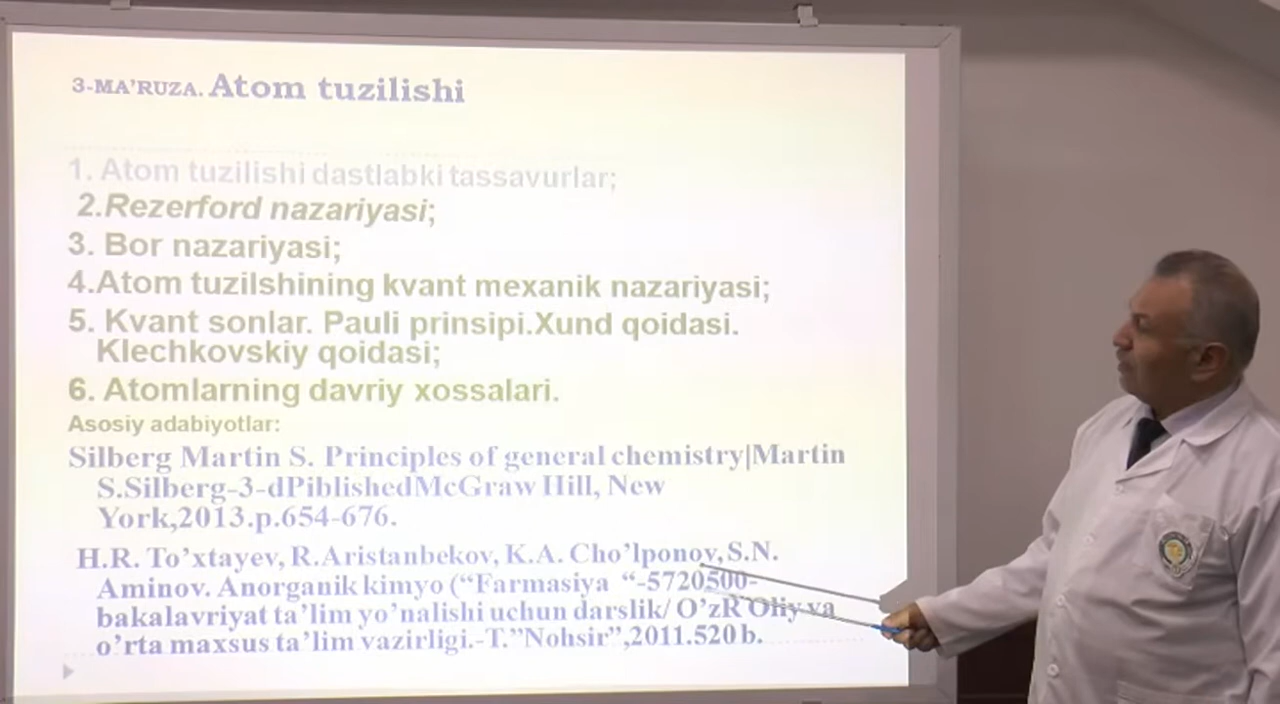 3-MA’RUZA. Atom tuzilishi
1. Atom tuzilishi dastlabki tassavurlar;
2.Rezerford nazariyasi;
3. Bor nazariyasi;
4.Atom tuzilshining kvant mexanik nazariyasi;
5. Kvant sonlar. Pauli prinsipi.Xund qoidasi.
Klechkovskiy qoidasi;
6. Atomlarning davriy xossalari.
Asosiy adabiyotlar:
Silberg Martin S. Principles of general chemistry|Martin
S.Silberg-3-dPiblishedMcGraw Hill, New
York,2013.p.654-676.
H.R. To’xtayev, R.Aristanbekov, K.A. Cho’lponov, S.N.
Aminov. Anorganik kimyo (“Farmasiya “-5720500-
bakalavriyat ta’lim yo’nalishi uchun darslik/ O’zR Oliy va
o’rta maxsus ta’lim vazirligi.-T.”Nohsir”,2011.520 b.